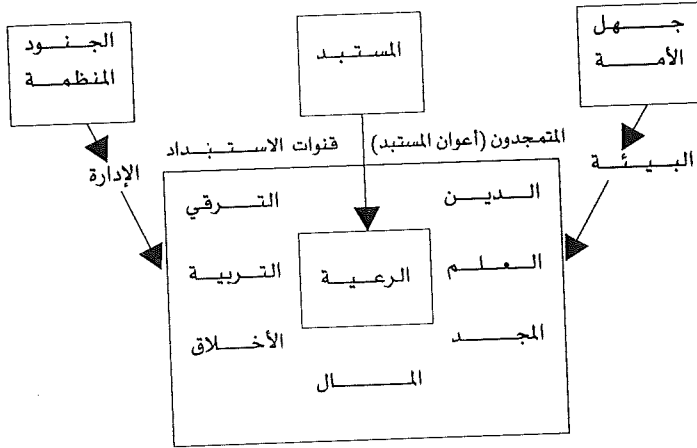 جهل
الأمة
المستبد
الجنود
المنظمة
المتمجدون (أعوان المستبد) قنوات الاستبداد
البيئة
الإدارة
الدين
الترقي
العلم
الرعية
التربية
المجد
الأخلاق
المال